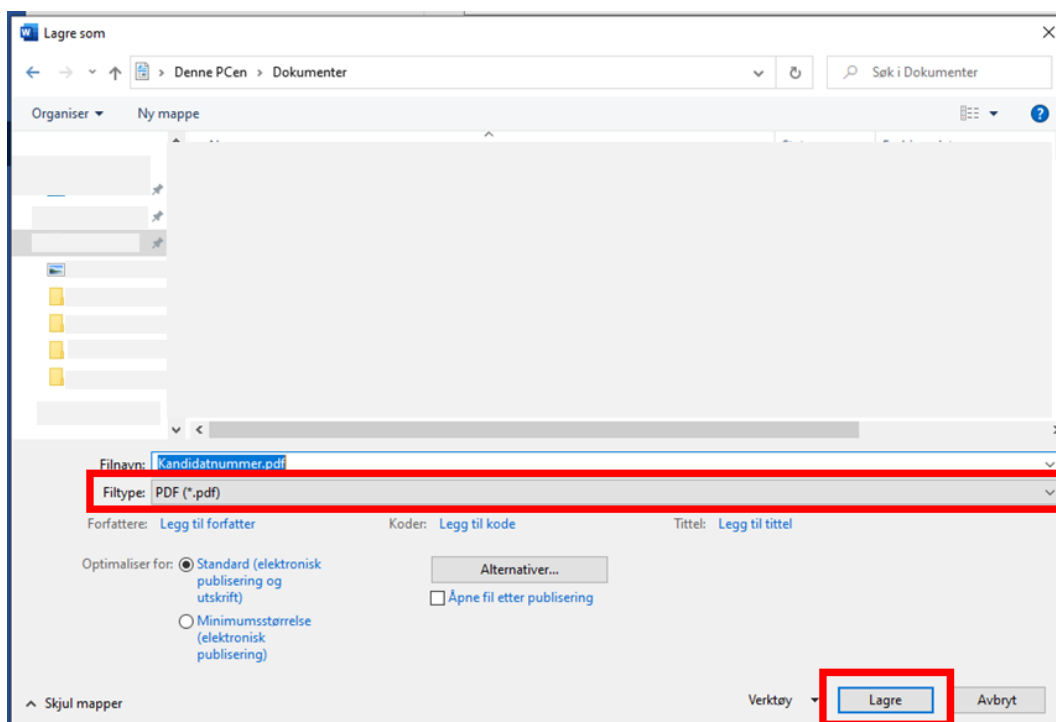 Lagre som
Denne PCen > Dokumenter
Søk i Dokumenter
Organiser
Ny mappe
Filnavn: Kandidatnummer.pdf
Filtype: PDF (*.pdf)
Forfattere: Legg til forfatter
Koder: Legg til kode
Tittel: Legg til tittel
Optimaliser for:
Standard (elektronisk
publisering og
utskrift)
Minimumsstørrelse
(elektronisk
publisering)
Alternativer...
Åpne fil etter publisering
Skjul mapper
Verktøy
Lagre
Avbryt